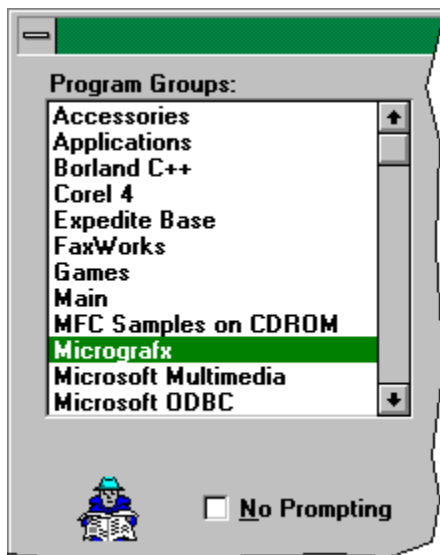 Program Groups:
Accessories
Applications
Borland C++
Corel 4
Expedite Base
FaxWorks
Games
Main
MFC Samples on CDROM
Micrografx
Microsoft Multimedia
Microsoft ODBC
No Prompting